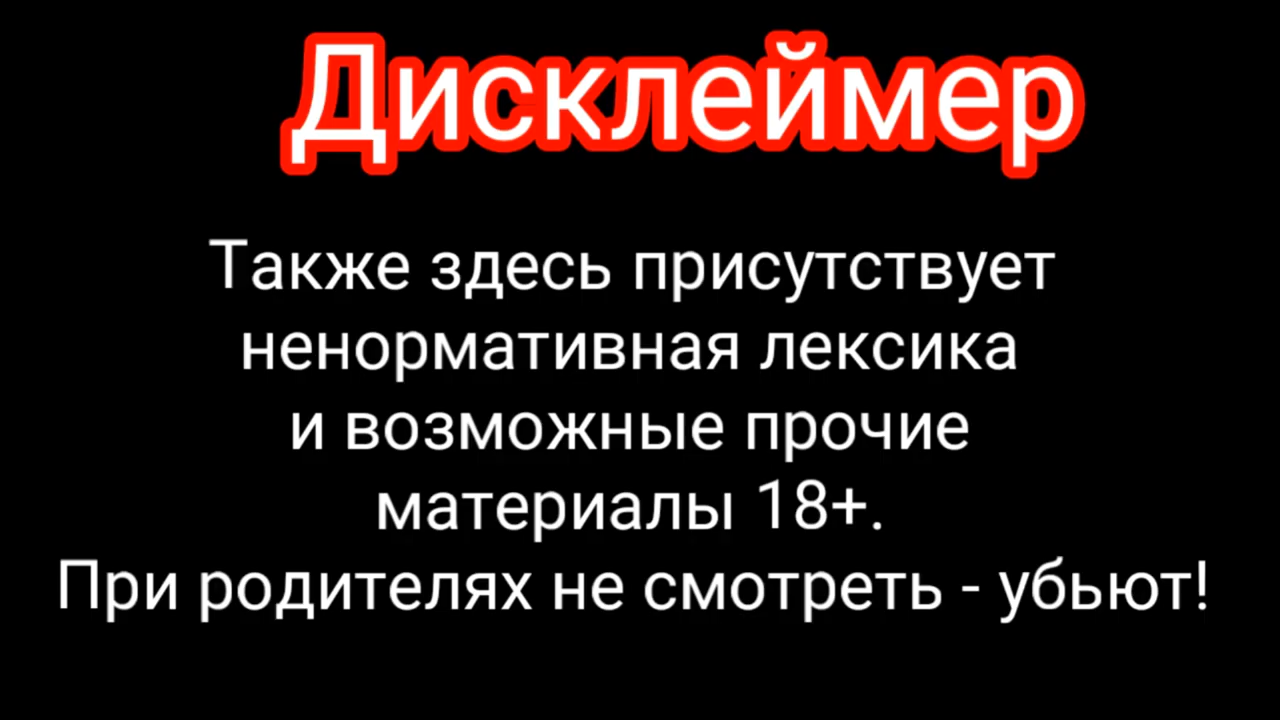 Дисклеймер
Также здесь присутствует
ненормативная лексика
и возможные прочие
материалы 18+.
При родителях не смотреть - убьют!